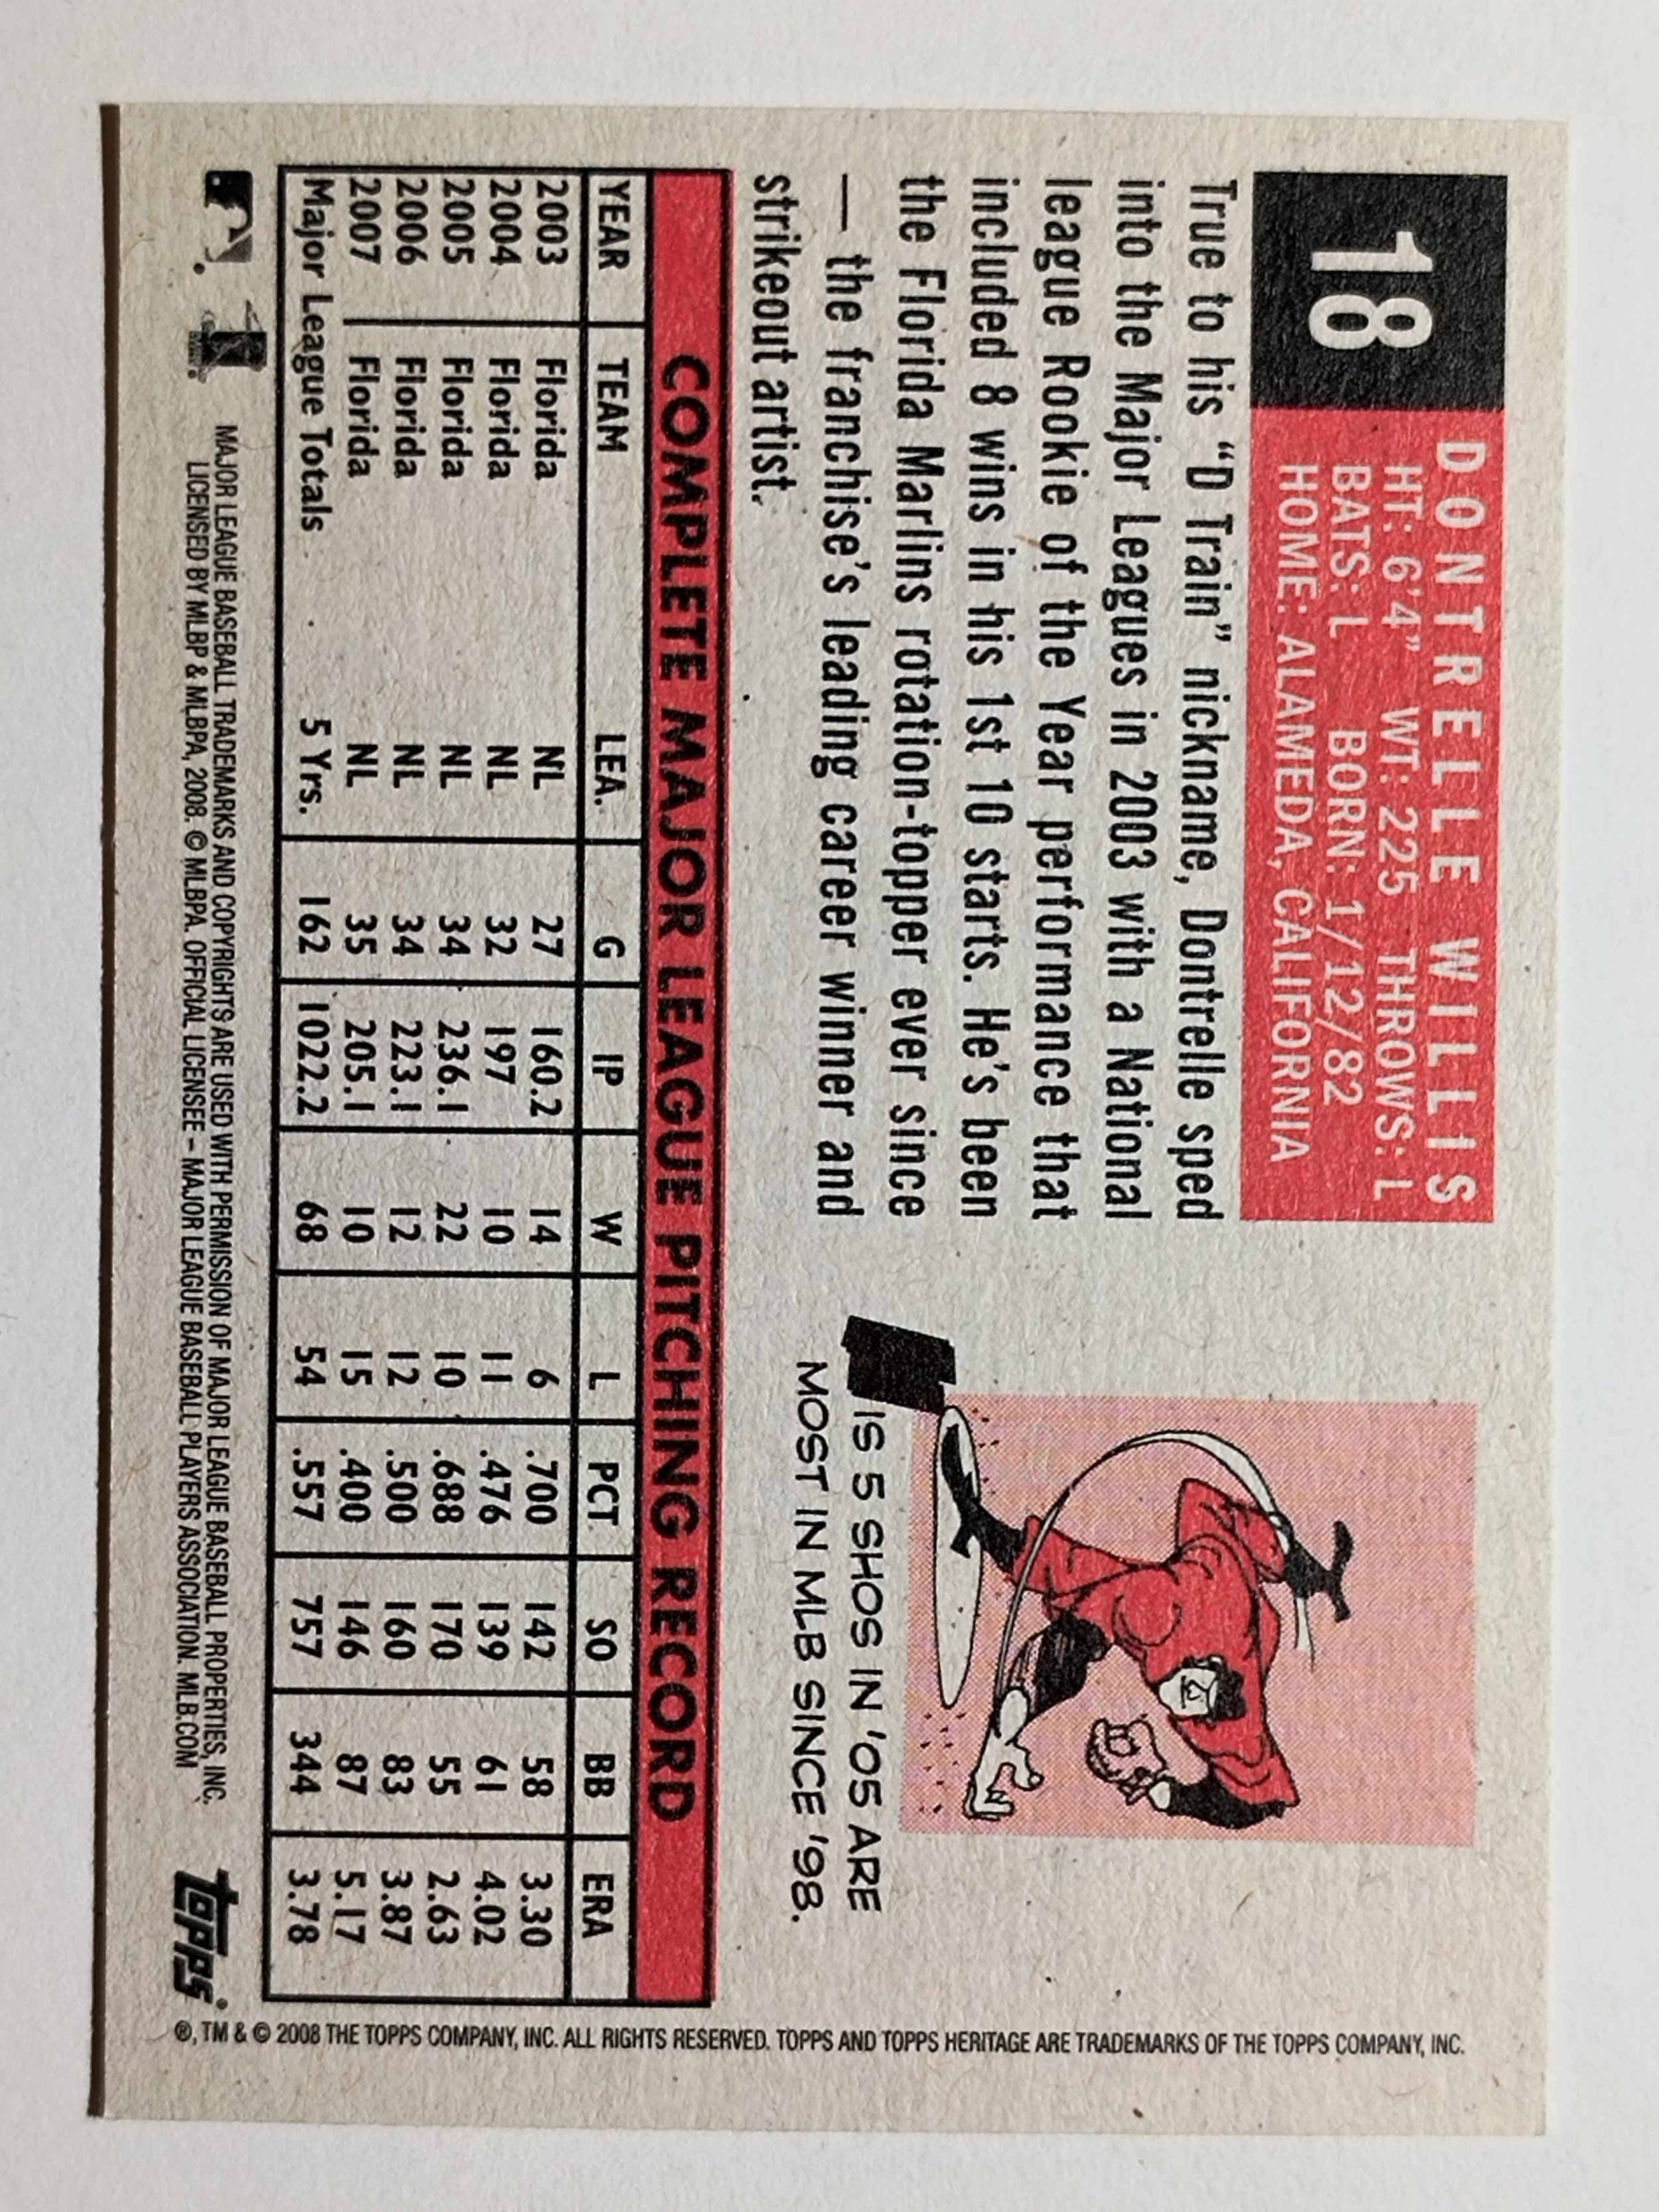 18
DONTRELLE WILLIS
HT: 6'4" WT: 225 THROWS: L
BATS: L BORN: 1/12/82
HOME: ALAMEDA, CALIFORNIA
True to his “D Train” nickname, Dontrelle sped
into the Major Leagues in 2003 with a National
league Rookie of the Year performance that
included 8 wins in his 1st 10 starts. He's been
the Florida Marlins rotation-topper ever since
— the franchise's leading career winner and
strikeout artist.
IS 5 SHOS IN '05 ARE
MOST IN MLB SINCE '98.
COMPLETE MAJOR LEAGUE PITCHING RECORD
YEAR TEAM LEA. G IP W L PCT SO BB ERA
2003 Florida NL 27 160.2 14 6 .700 142 58 3.30
2004 Florida NL 32 197 10 11 .476 139 61 4.02
2005 Florida NL 34 236.1 22 10 .688 170 55 2.63
2006 Florida NL 34 223.1 12 12 .500 160 83 3.87
2007 Florida NL 35 205.1 10 15 .400 146 87 5.17
Major League Totals 5 Yrs. 162 1022.2 68 54 .557 757 344 3.78
MAJOR LEAGUE BASEBALL TRADEMARKS AND COPYRIGHTS ARE USED WITH PERMISSION OF MAJOR LEAGUE BASEBALL PROPERTIES, INC.
LICENSED BY MLBP & MLBPA, 2008. © MLBPA. OFFICIAL LICENSEE – MAJOR LEAGUE BASEBALL PLAYERS ASSOCIATION. MLB.COM
topps®
®, TM & © 2008 THE TOPPS COMPANY, INC. ALL RIGHTS RESERVED. TOPPS AND TOPPS HERITAGE ARE TRADEMARKS OF THE TOPPS COMPANY, INC.